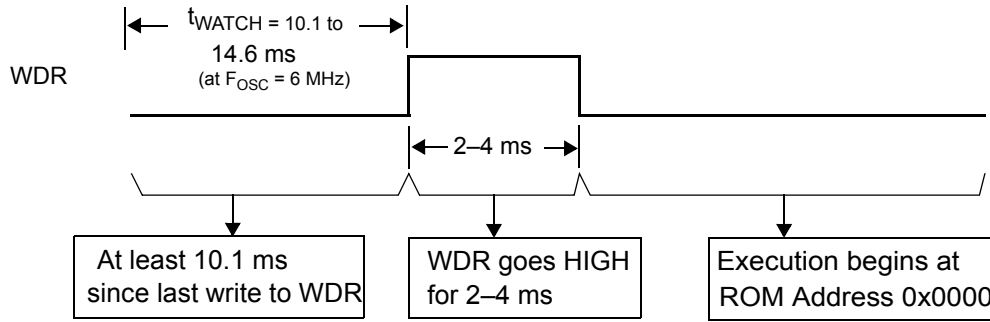 tWATCH = 10.1 to
14.6 ms
(at FOSC = 6 MHz)
WDR
2–4 ms
At least 10.1 ms
since last write to WDR
WDR goes HIGH
for 2–4 ms
Execution begins at
ROM Address 0x0000